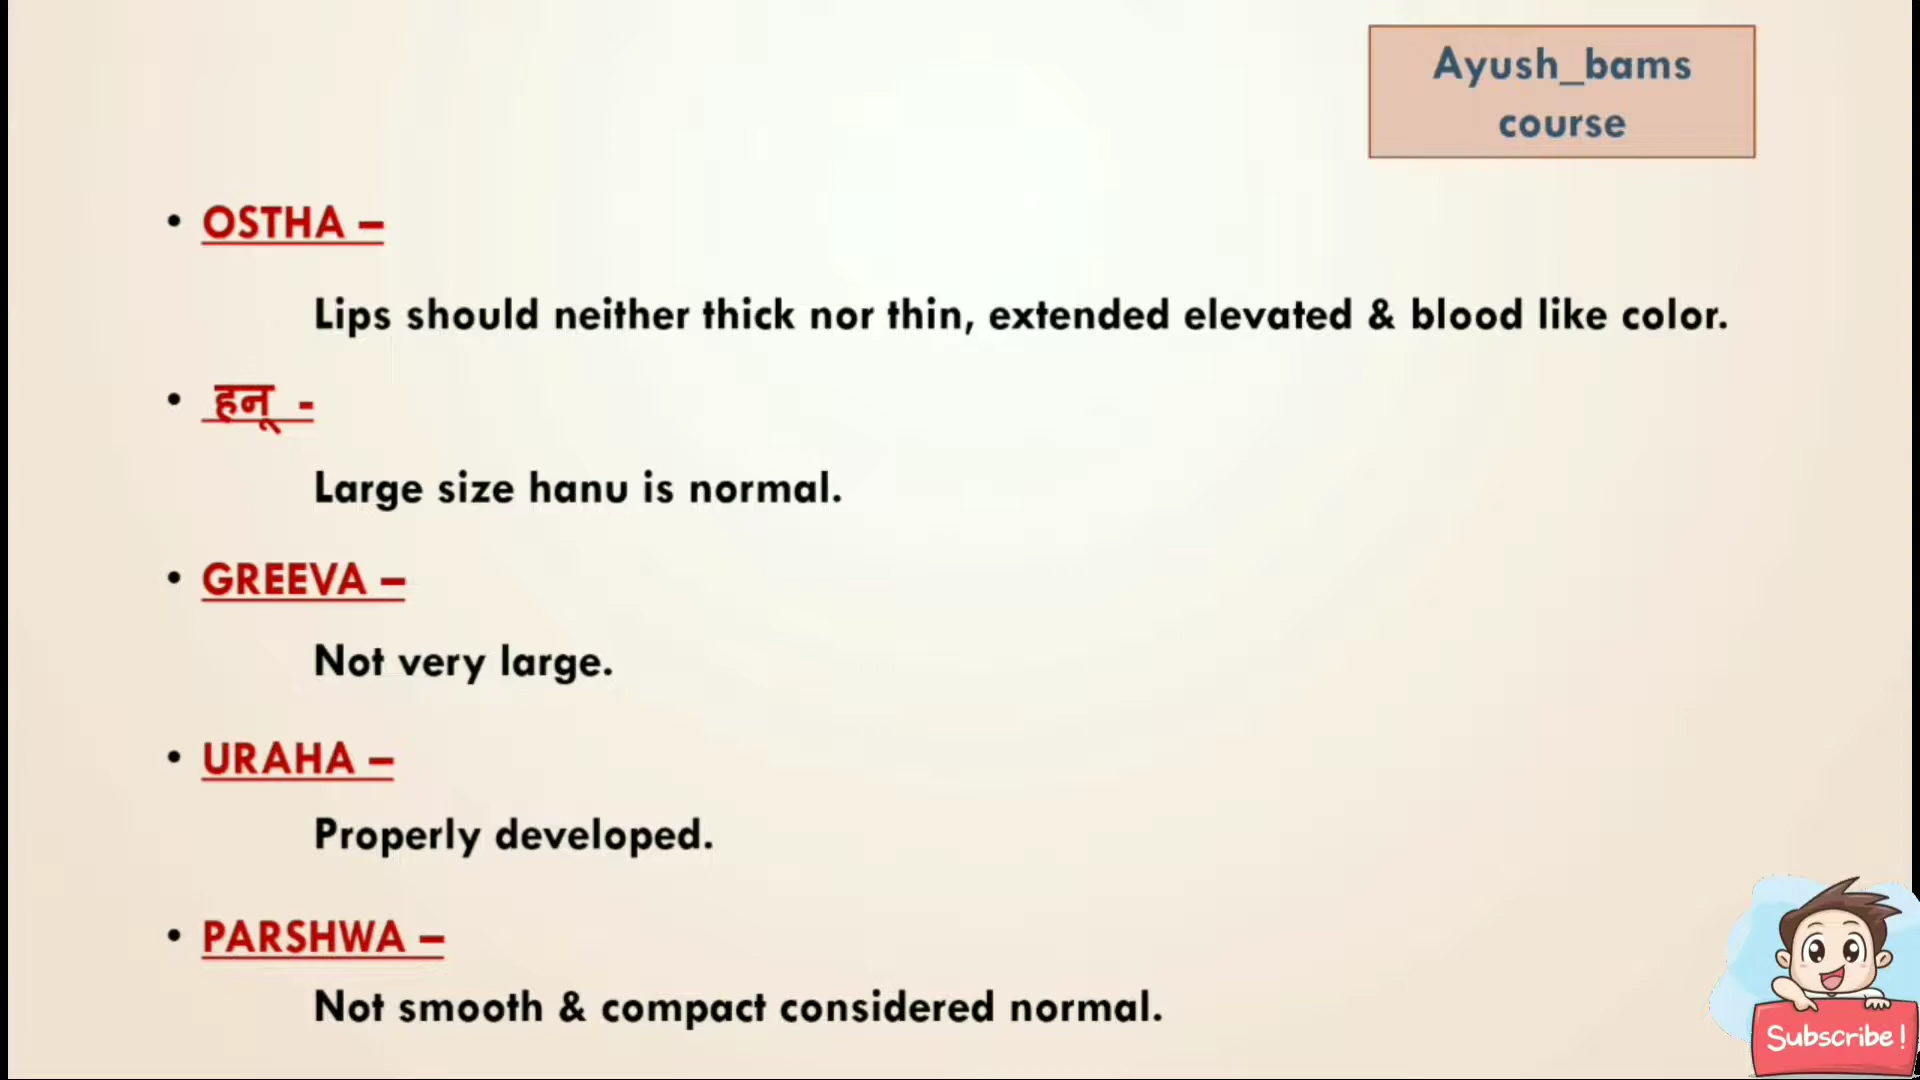 Ayush_bams
course
• OSTHA –
Lips should neither thick nor thin, extended elevated & blood like color.
• हनू -
Large size hanu is normal.
• GREEVA –
Not very large.
• URAHA –
Properly developed.
• PARSHWA –
Not smooth & compact considered normal.
Subscribe!